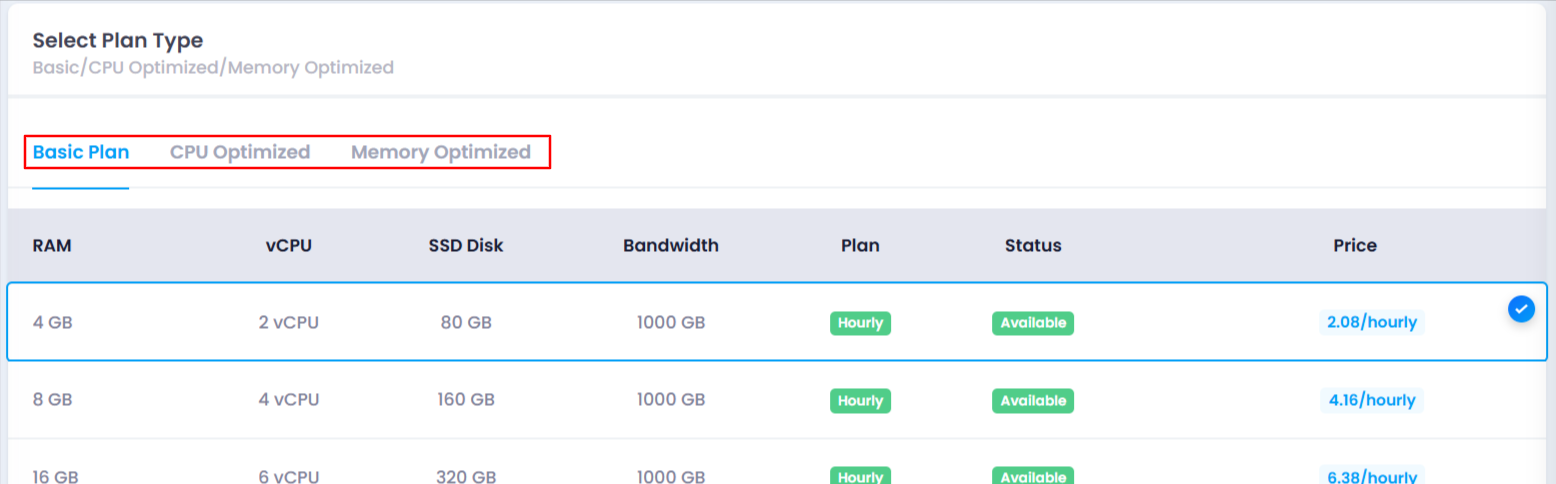 Select Plan Type
Basic/CPU Optimized/Memory Optimized
Basic Plan CPU Optimized Memory Optimized
RAM vCPU SSD Disk Bandwidth Plan Status Price
4 GB 2 vCPU 80 GB 1000 GB Hourly Available 2.08/hourly
8 GB 4 vCPU 160 GB 1000 GB Hourly Available 4.16/hourly
16 GB 6 vCPU 320 GB 1000 GB Hourly Available 6.38/hourly